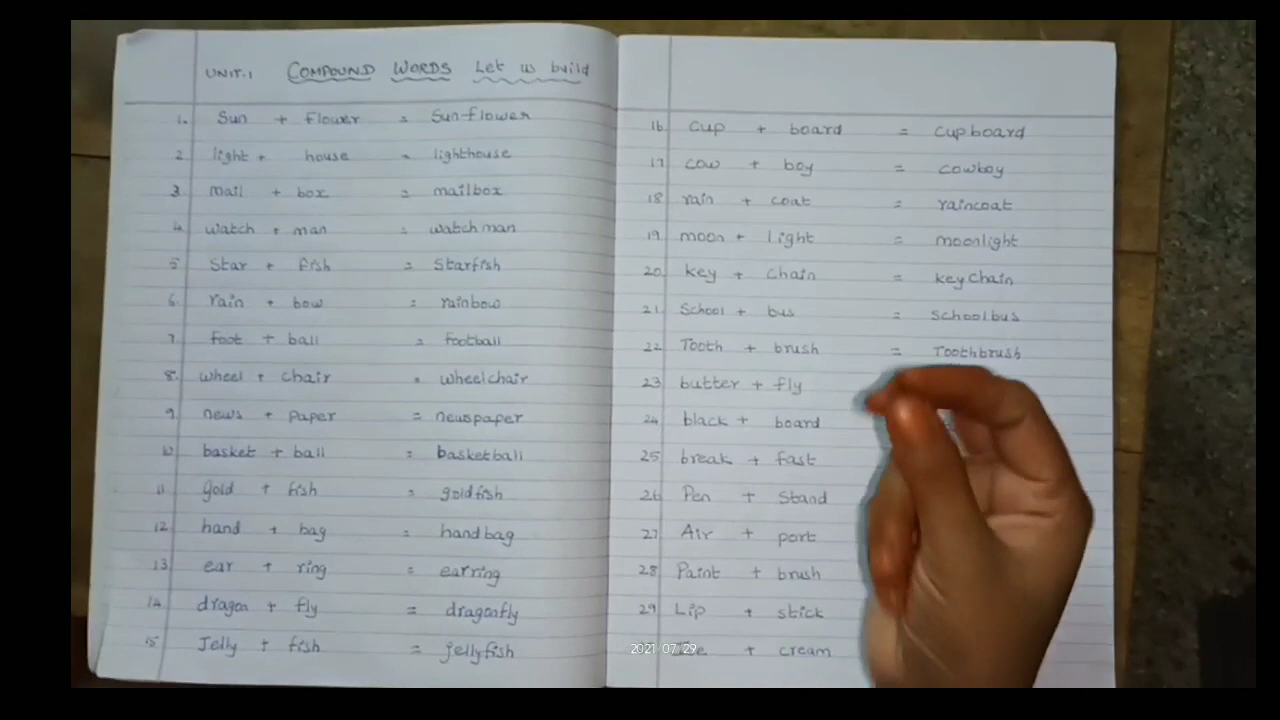 UNIT.1 COMPOUND WORDS Let us build
1. Sun + flower = Sunflower
2 light + house = lighthouse
3. mail + box = mailbox
4. watch + man = watchman
5 Star + fish = Starfish
6. rain + bow = rainbow
7. foot + ball = football
8. wheel + chair = wheelchair
9. news + paper = newspaper
10 basket + ball = basketball
11 gold + fish = goldfish
12. hand + bag = handbag
13. ear + ring = earring
14. dragon + fly = dragonfly
15 Jelly + fish = jellyfish
16 cup + board = cupboard
17 cow + boy = cowboy
18 rain + coat = raincoat
19 moon + light = moonlight
20. key + chain = keychain
21 School + bus = Schoolbus
22 Tooth + brush = Toothbrush
23 butter + fly
24 black + board
25 break + fast
26 Pen + Stand
27 Air + port
28 Paint + brush
29 Lip + stick
+ cream
2021/07/29